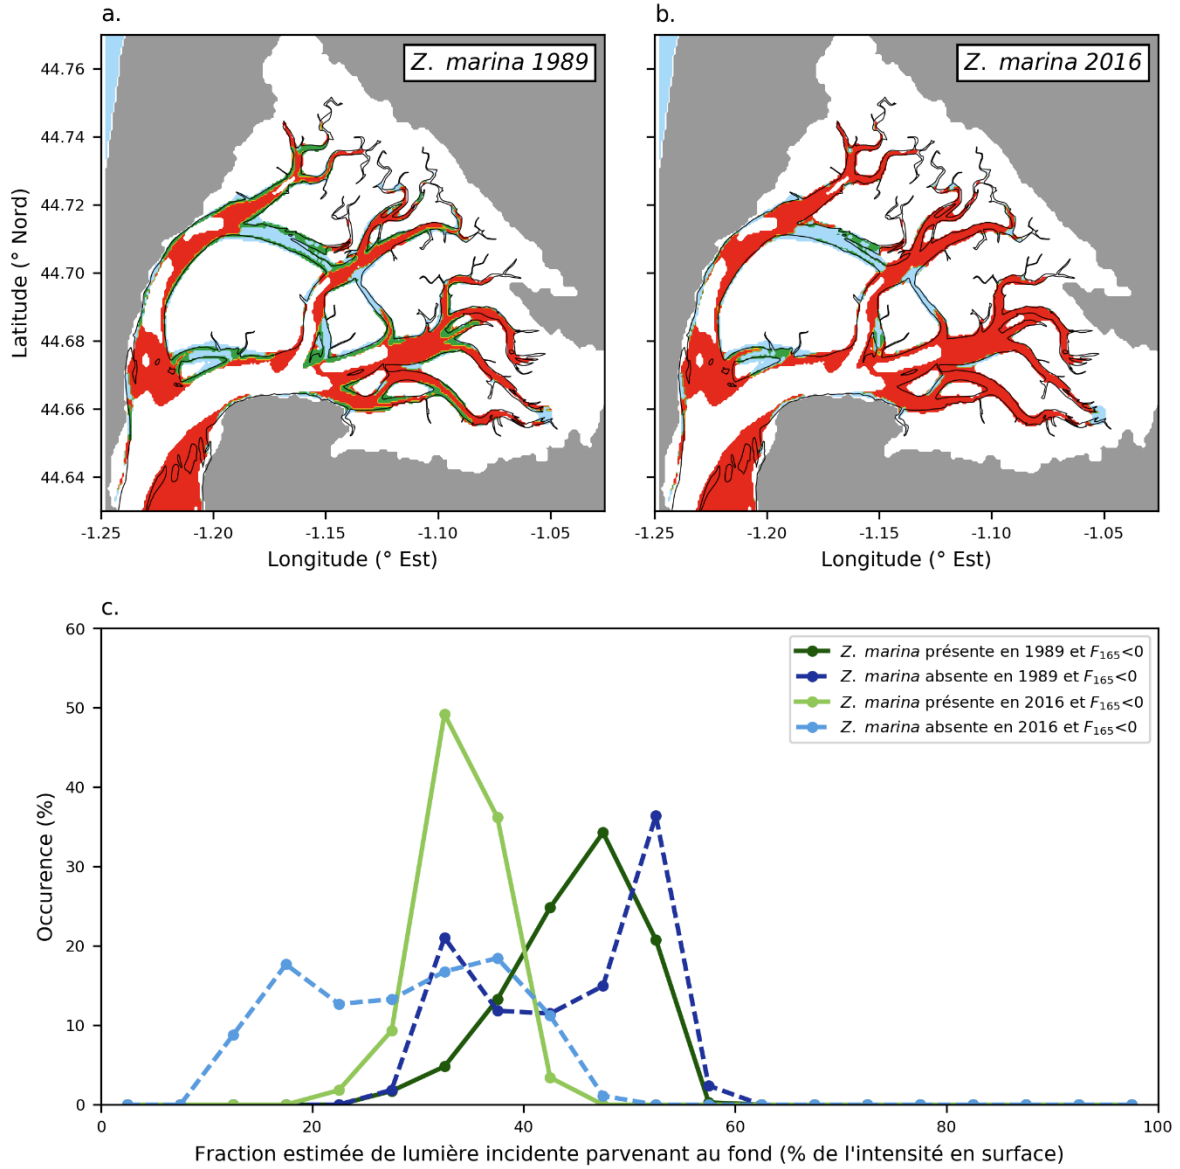 a.
b.
Z. marina 1989
Z. marina 2016
44.76
44.74
44.72
44.70
44.68
44.66
44.64
Latitude (° Nord)
-1.25
-1.20
-1.15
-1.10
-1.05
-1.25
-1.20
-1.15
-1.10
-1.05
Longitude (° Est)
Longitude (° Est)
c.
60
50
40
30
20
10
0
Occurence (%)
Z. marina présente en 1989 et F₁₆₅<0
Z. marina absente en 1989 et F₁₆₅<0
Z. marina présente en 2016 et F₁₆₅<0
Z. marina absente en 2016 et F₁₆₅<0
0
20
40
60
80
100
Fraction estimée de lumière incidente parvenant au fond (% de l'intensité en surface)